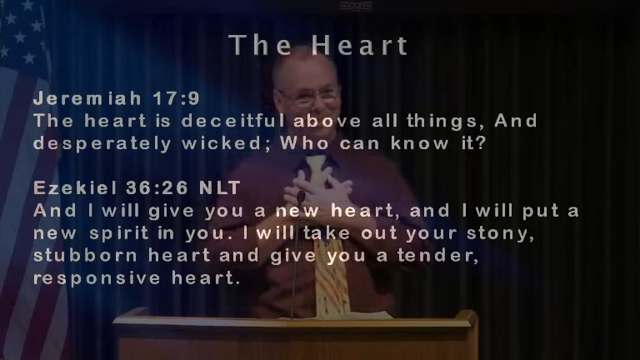 The Heart
Jeremiah 17:9
The heart is deceitful above all things, And
desperately wicked; Who can know it?
Ezekiel 36:26 NLT
And I will give you a new heart, and I will put a
new spirit in you. I will take out your stony,
stubborn heart and give you a tender,
responsive heart.